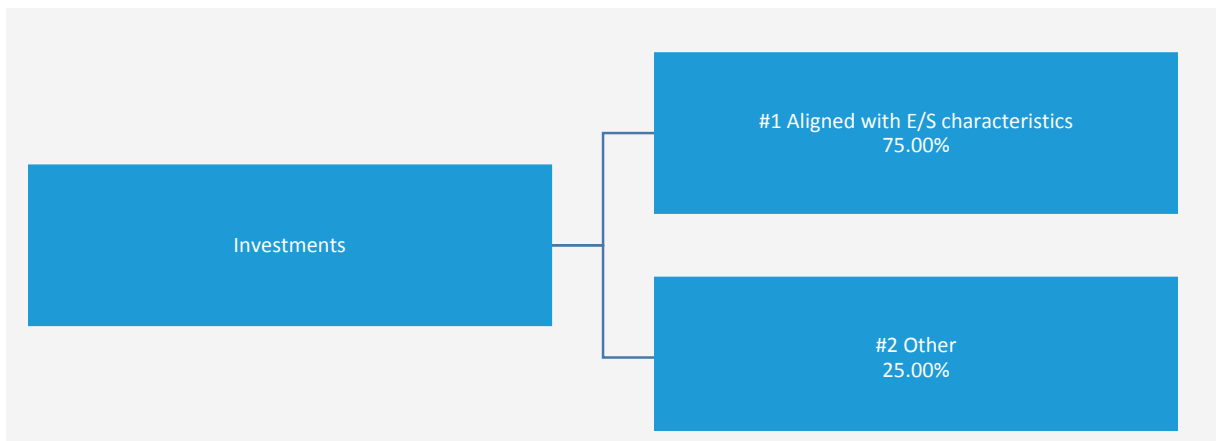 #1 Aligned with E/S characteristics
75.00%
Investments
#2 Other
25.00%